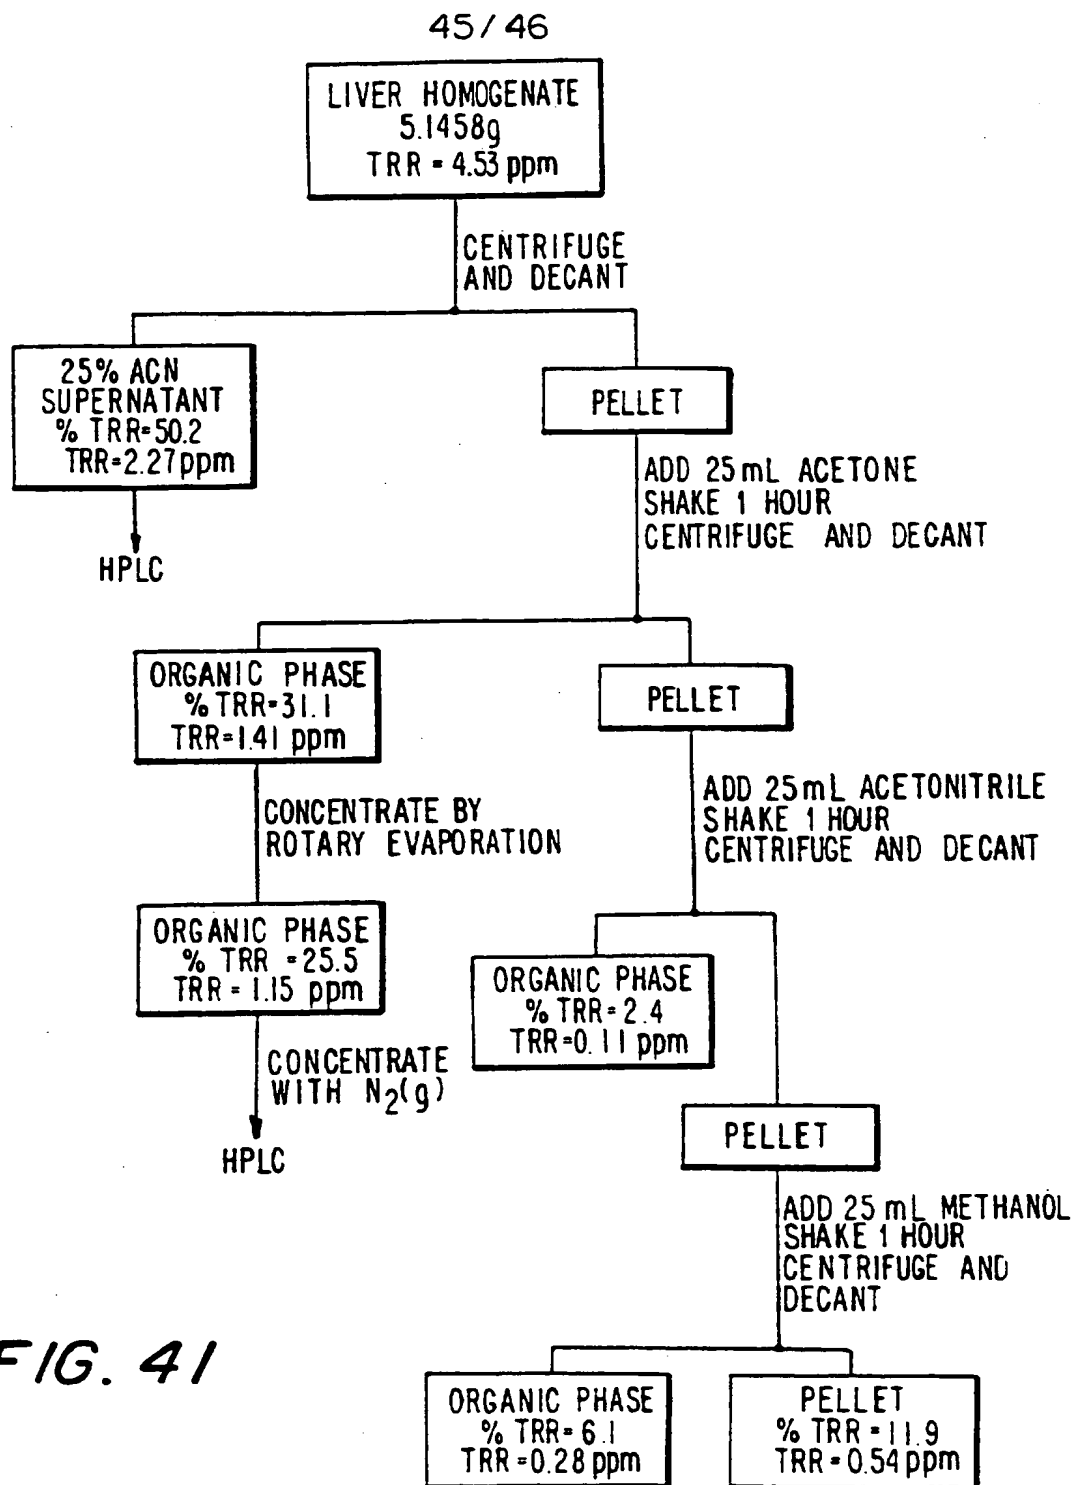 45/46
LIVER HOMOGENATE
5.1458g
TRR = 4.53 ppm
CENTRIFUGE
AND DECANT
25% ACN
SUPERNATANT
% TRR=50.2
TRR=2.27ppm
HPLC
PELLET
ADD 25mL ACETONE
SHAKE 1 HOUR
CENTRIFUGE AND DECANT
ORGANIC PHASE
% TRR=31.1
TRR=1.41 ppm
CONCENTRATE BY
ROTARY EVAPORATION
ORGANIC PHASE
% TRR =25.5
TRR = 1.15 ppm
CONCENTRATE
WITH N2(g)
HPLC
PELLET
ADD 25mL ACETONITRILE
SHAKE 1 HOUR
CENTRIFUGE AND DECANT
ORGANIC PHASE
% TRR=2.4
TRR=0.11 ppm
PELLET
ADD 25 mL METHANOL
SHAKE 1 HOUR
CENTRIFUGE AND
DECANT
ORGANIC PHASE
% TRR=6.1
TRR=0.28 ppm
PELLET
% TRR=11.9
TRR=0.54 ppm
FIG. 41